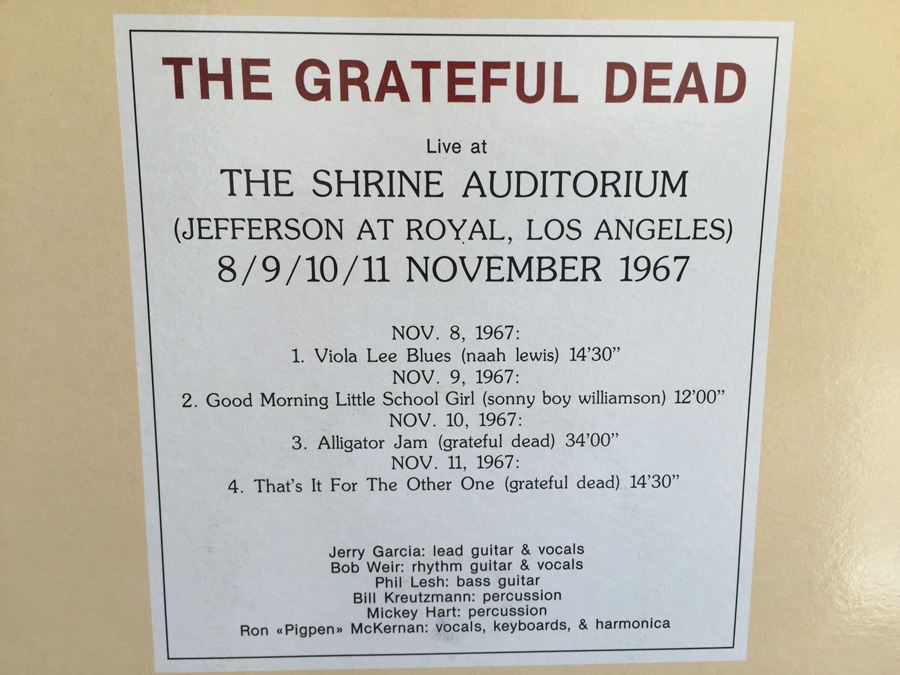 THE GRATEFUL DEAD
Live at
THE SHRINE AUDITORIUM
(JEFFERSON AT ROYAL, LOS ANGELES)
8/9/10/11 NOVEMBER 1967
NOV. 8, 1967:
1. Viola Lee Blues (naah lewis) 14'30"
NOV. 9, 1967:
2. Good Morning Little School Girl (sonny boy williamson) 12'00"
NOV. 10, 1967:
3. Alligator Jam (grateful dead) 34'00"
NOV. 11, 1967:
4. That's It For The Other One (grateful dead) 14'30"
Jerry Garcia: lead guitar & vocals
Bob Weir: rhythm guitar & vocals
Phil Lesh: bass guitar
Bill Kreutzmann: percussion
Mickey Hart: percussion
Ron «Pigpen» McKernan: vocals, keyboards, & harmonica